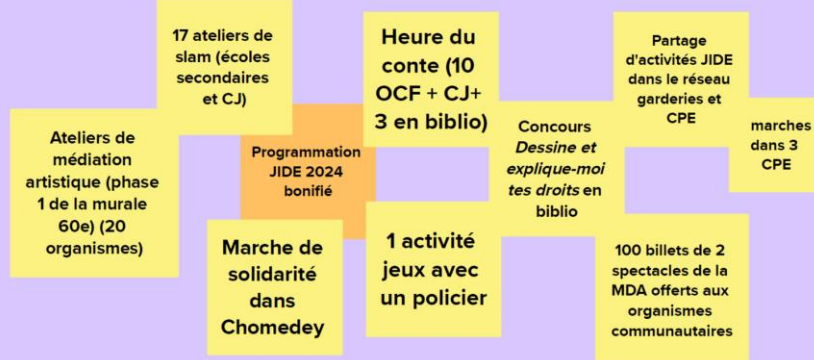 17 ateliers de
slam (écoles
secondaires
et CJ)
Heure du
conte (10
OCF + CJ+
3 en biblio)
Partage
d'activités JIDE
dans le réseau
garderies et
CPE
marches
dans 3
CPE
Ateliers de
médiation
artistique (phase
1 de la murale
60e) (20
organismes)
Programmation
JIDE 2024
bonifié
Concours
Dessine et
explique-moi
tes droits en
biblio
Marche de
solidarité
dans
Chomedey
1 activité
jeux avec
un policier
100 billets de 2
spectacles de la
MDA offerts aux
organismes
communautaires